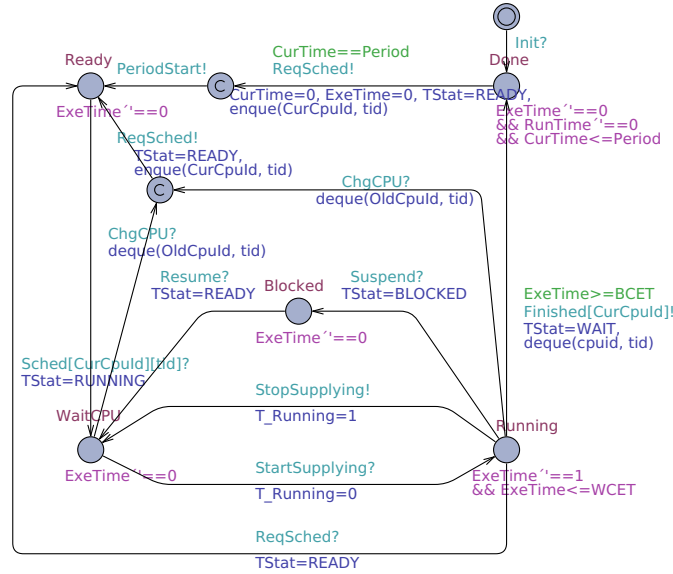 Init?
Ready
CurTime==Period
Done
PeriodStart!
ReqSched!
C
CurTime=0, ExeTime=0, TStat=READY,
enque(CurCpuId, tid)
ExeTime´'==0
ExeTime´'==0
&& RunTime´'==0
&& CurTime<=Period
ReqSched!
TStat=READY,
enque(CurCpuId, tid)
C
ChgCPU?
deque(OldCpuId, tid)
ChgCPU?
deque(OldCpuId, tid)
Resume?
TStat=READY
Blocked
Suspend?
TStat=BLOCKED
ExeTime´'==0
ExeTime>=BCET
Finished[CurCpuId]!
TStat=WAIT,
deque(cpuid, tid)
Sched[CurCpuId][tid]?
TStat=RUNNING
StopSupplying!
T_Running=1
WaitCPU
Running
ExeTime´'==0
StartSupplying?
T_Running=0
ExeTime´'==1
&& ExeTime<=WCET
ReqSched?
TStat=READY